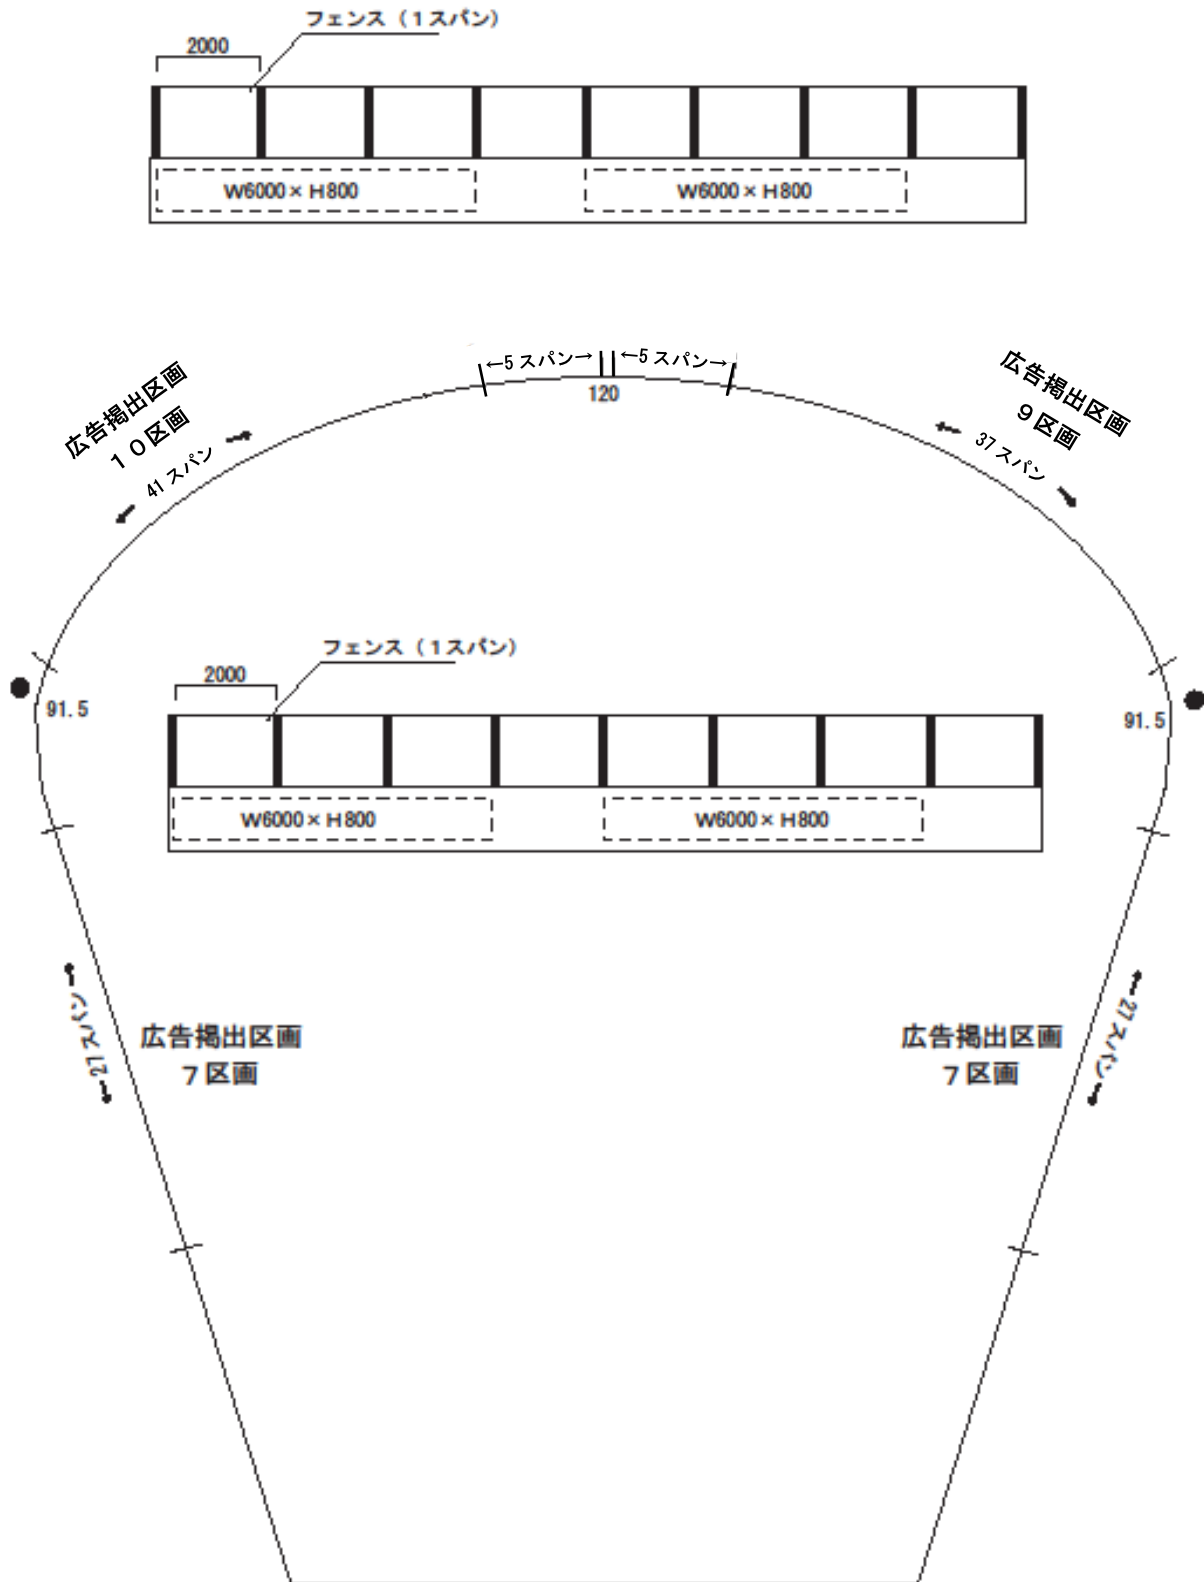 フェンス（１スパン）
2000
W6000×H800
W6000×H800
←5スパン→
←5スパン→
120
広告掲出区画
１０区画
41スパン
広告掲出区画
９区画
37スパン
フェンス（１スパン）
2000
91.5
91.5
W6000×H800
W6000×H800
27スパン
広告掲出区画
７区画
広告掲出区画
７区画
27スパン